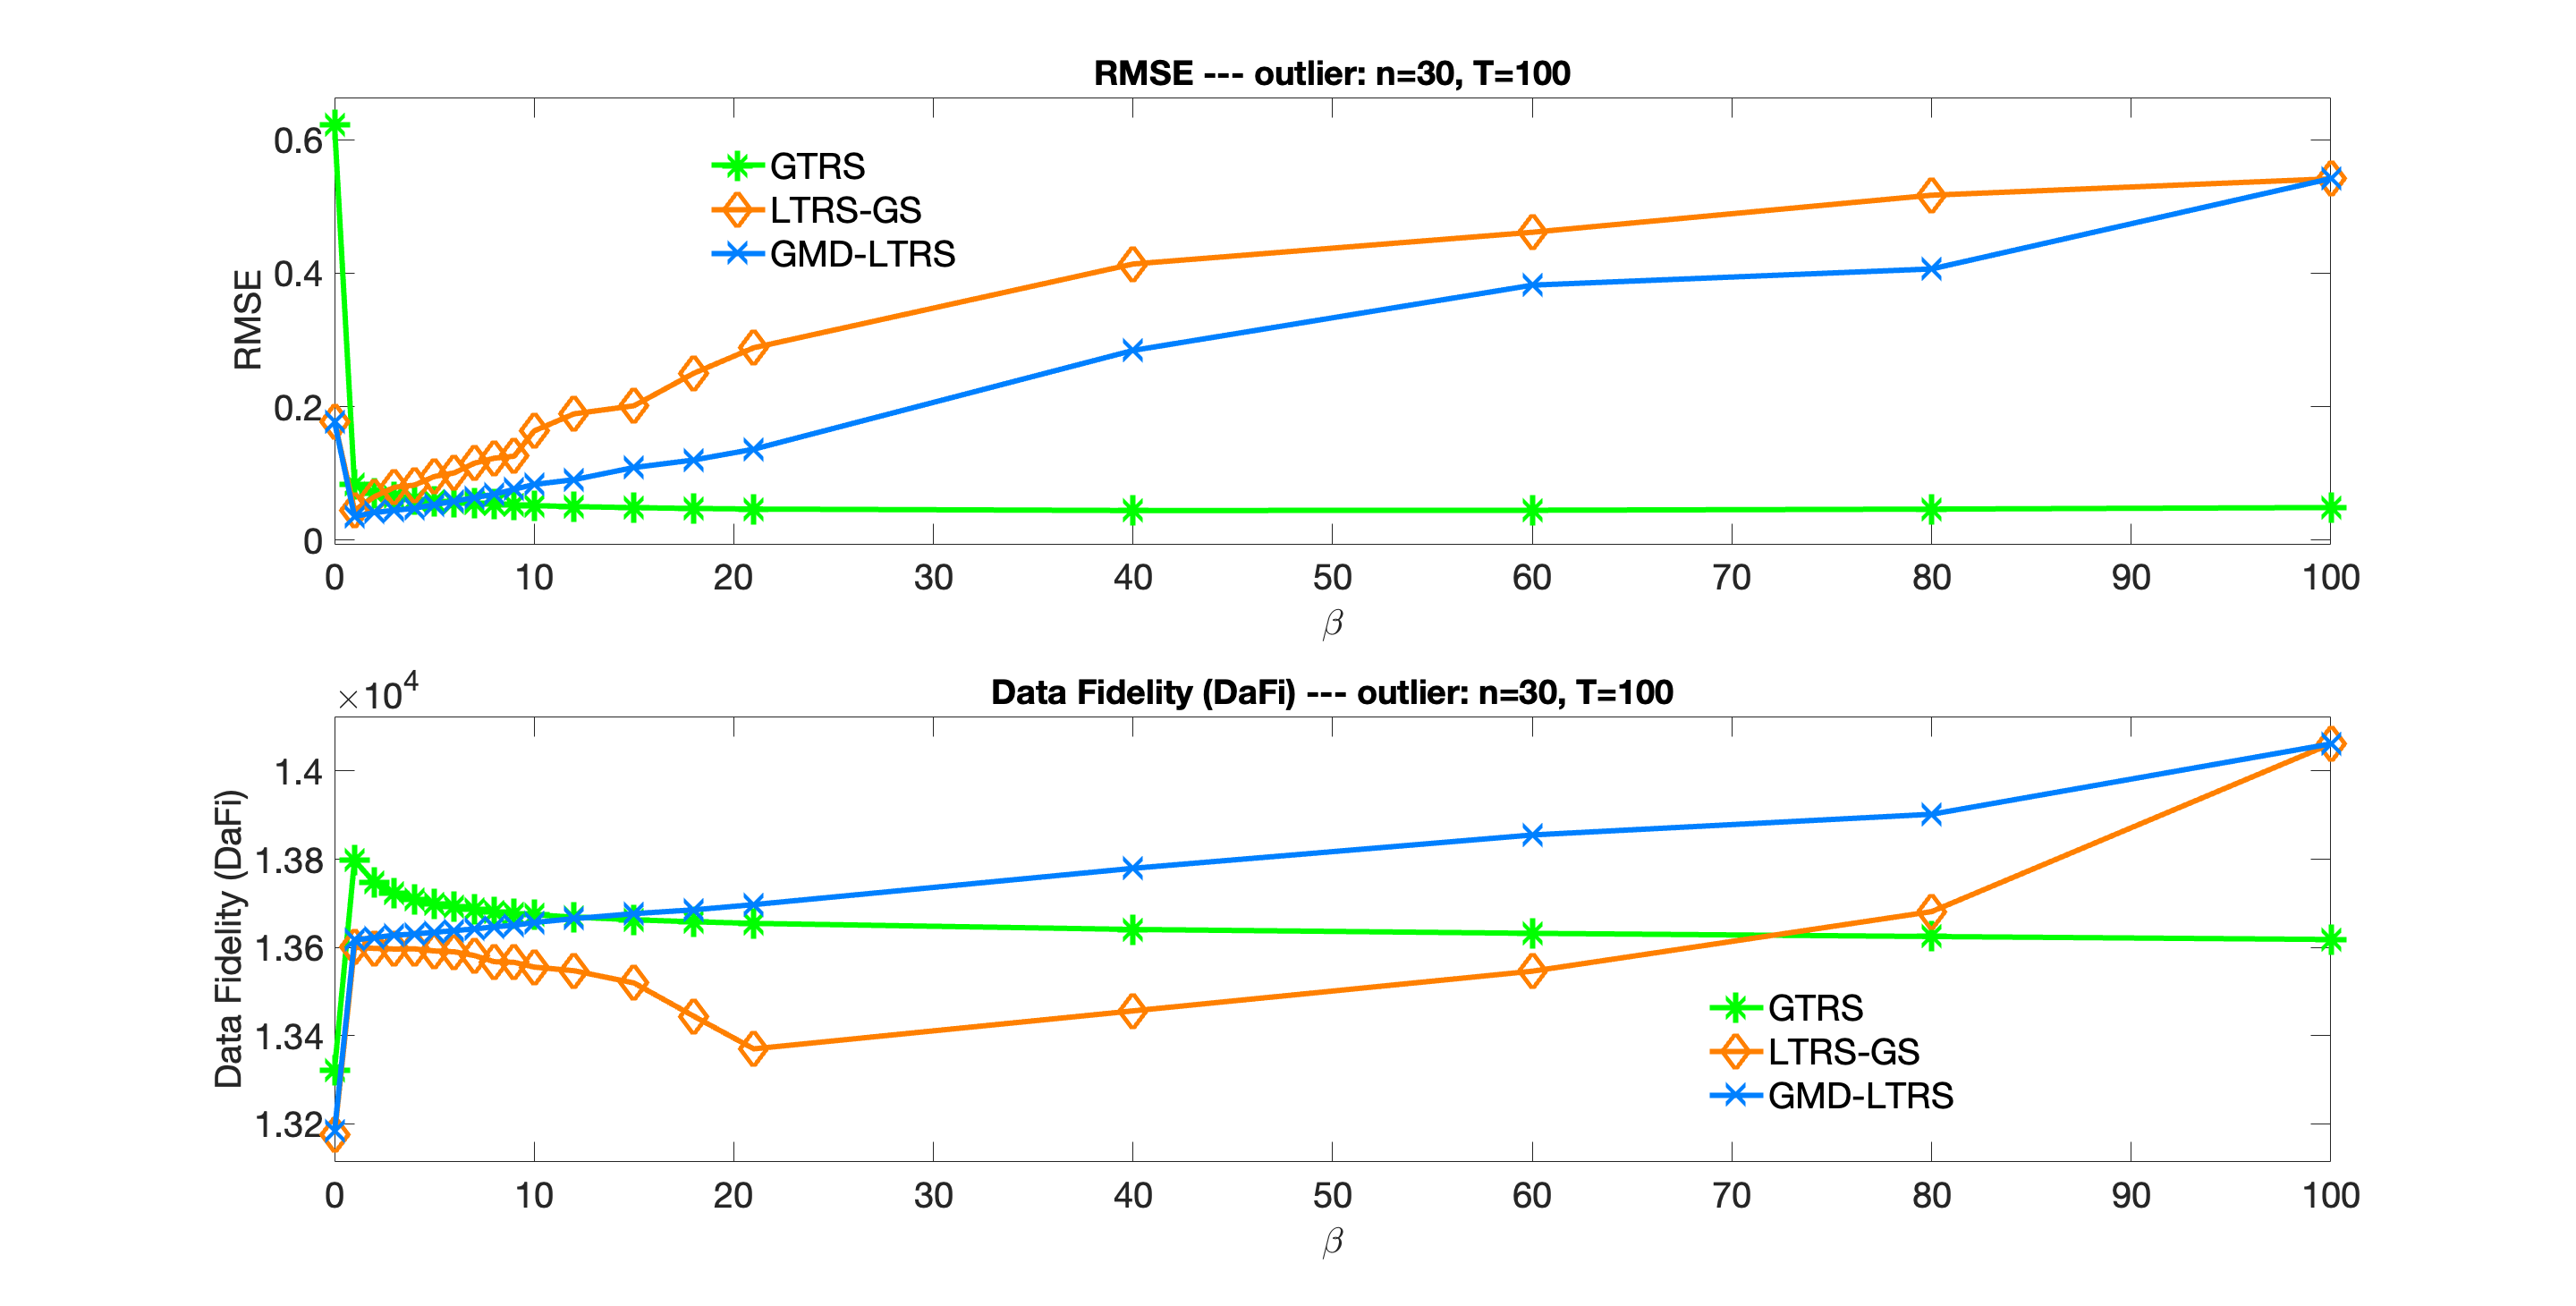 RMSE --- outlier: n=30, T=100
0.6
0.4
0.2
0
RMSE
GTRS
LTRS-GS
GMD-LTRS
0 10 20 30 40 50 60 70 80 90 100
β
×10^4
Data Fidelity (DaFi) --- outlier: n=30, T=100
1.4
1.38
1.36
1.34
1.32
Data Fidelity (DaFi)
GTRS
LTRS-GS
GMD-LTRS
0 10 20 30 40 50 60 70 80 90 100
β